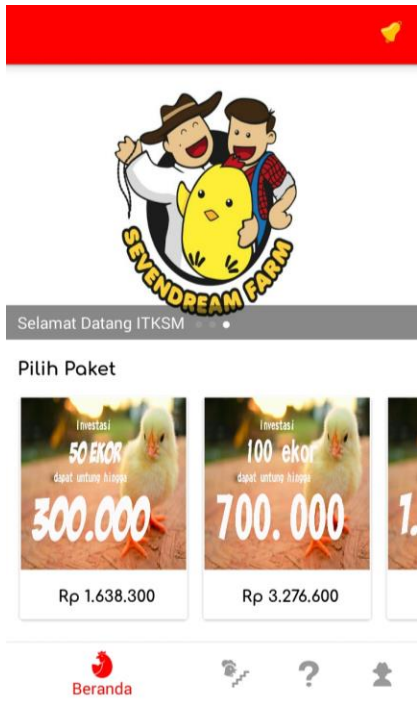 SEVENDREAM FARM
Selamat Datang ITKSM
Pilih Paket
Investasi
50 EKOR
dapat untung hingga
300.000
Rp 1.638.300
Investasi
100 ekor
dapat untung hingga
700.000
Rp 3.276.600
1.
Beranda
?